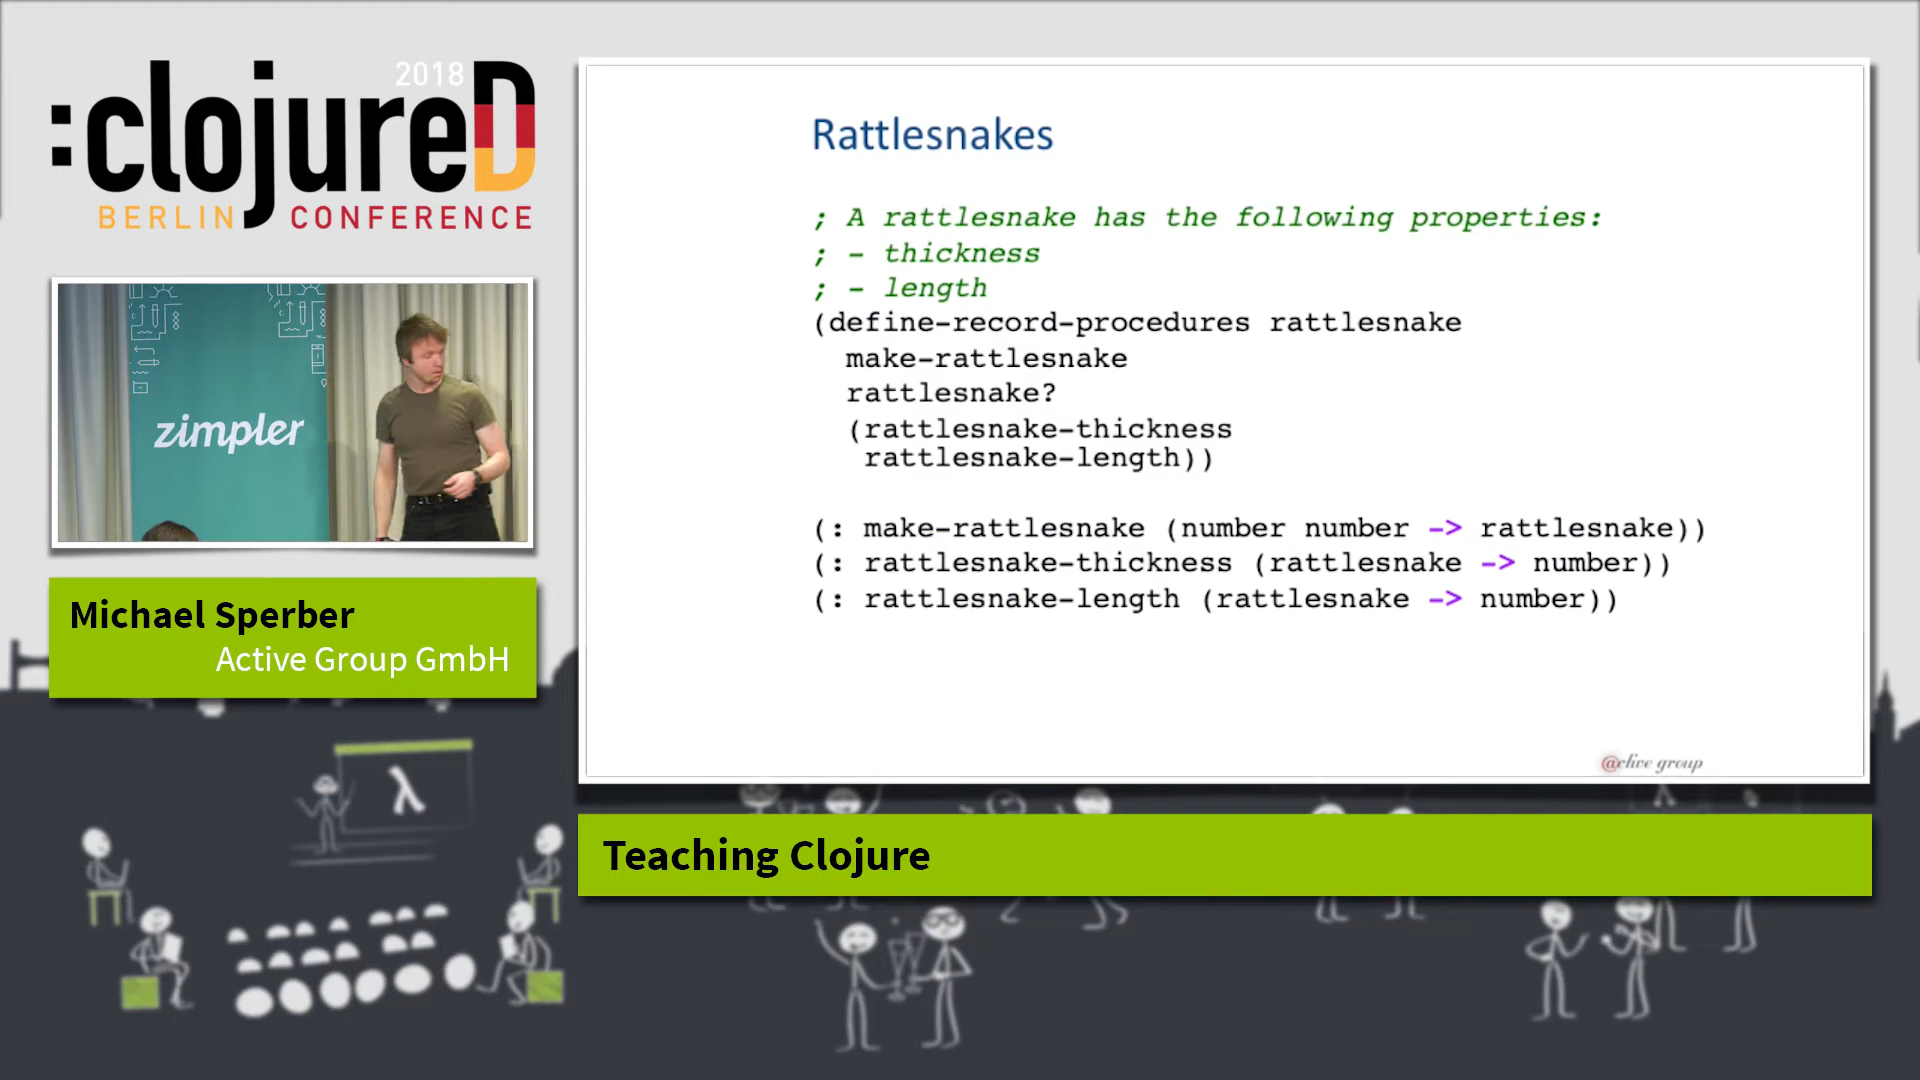 2018
:clojureD
BERLIN CONFERENCE
zimpler
Michael Sperber
Active Group GmbH
Rattlesnakes
; A rattlesnake has the following properties:
; - thickness
; - length
(define-record-procedures rattlesnake
make-rattlesnake
rattlesnake?
(rattlesnake-thickness
rattlesnake-length))
(: make-rattlesnake (number number -> rattlesnake))
(: rattlesnake-thickness (rattlesnake -> number))
(: rattlesnake-length (rattlesnake -> number))
@ctive group
Teaching Clojure
λ